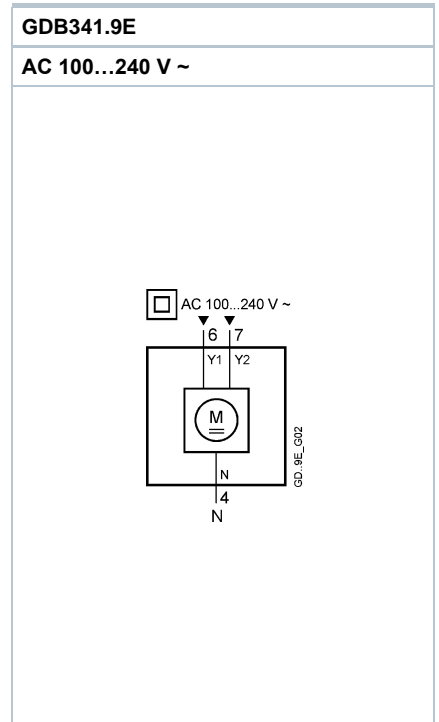 GDB341.9E
AC 100…240 V ~
AC 100...240 V ~
6 7
Y1 Y2
M
N
4
N
GD..9E_G02